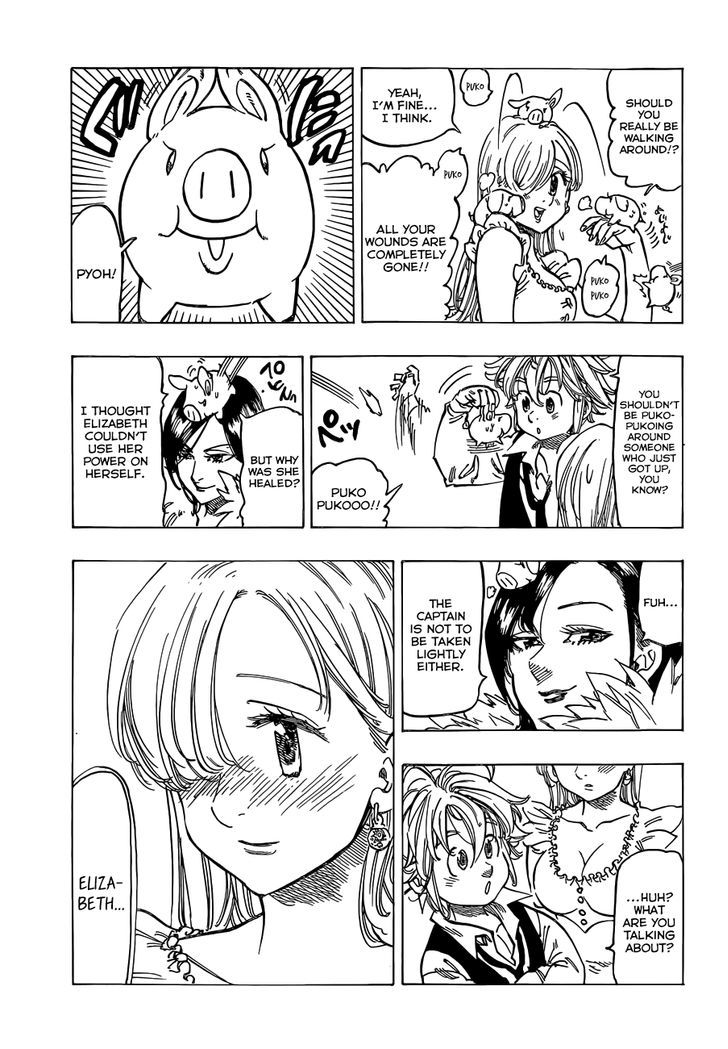 SHOULD
YOU
REALLY BE
WALKING
AROUND!?
PUKO
YEAH,
I'M FINE...
I THINK.
PUKO
ALL YOUR
WOUNDS ARE
COMPLETELY
GONE!!
PUKO
PUKO
PYOH!
YOU
SHOULDN'T
BE PUKO-
PUKOING
AROUND
SOMEONE
WHO JUST
GOT UP,
YOU
KNOW?
ペッ
PUKO
PUKOOO!!
BUT WHY
WAS SHE
HEALED?
I THOUGHT
ELIZABETH
COULDN'T
USE HER
POWER ON
HERSELF.
FUH...
THE
CAPTAIN
IS NOT TO
BE TAKEN
LIGHTLY
EITHER.
...HUH?
WHAT
ARE YOU
TALKING
ABOUT?
ELIZA-
BETH...